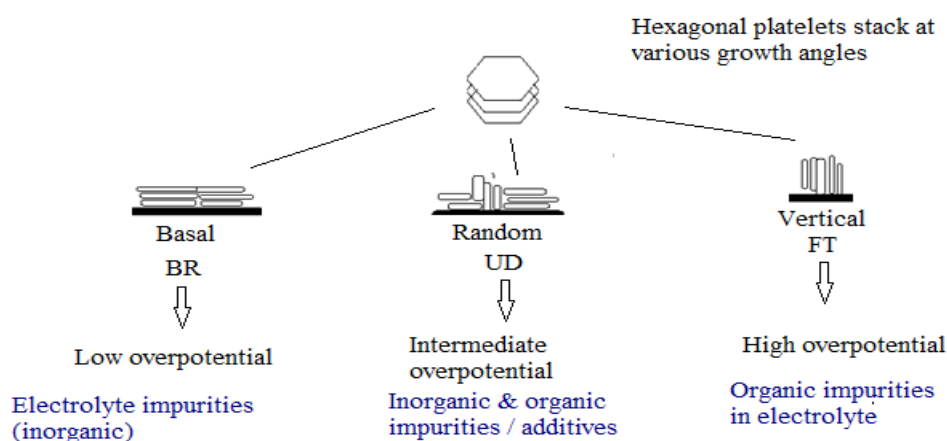 Hexagonal platelets stack at
various growth angles
Basal
BR
Low overpotential
Electrolyte impurities
(inorganic)
Random
UD
Intermediate
overpotential
Inorganic & organic
impurities / additives
Vertical
FT
High overpotential
Organic impurities
in electrolyte